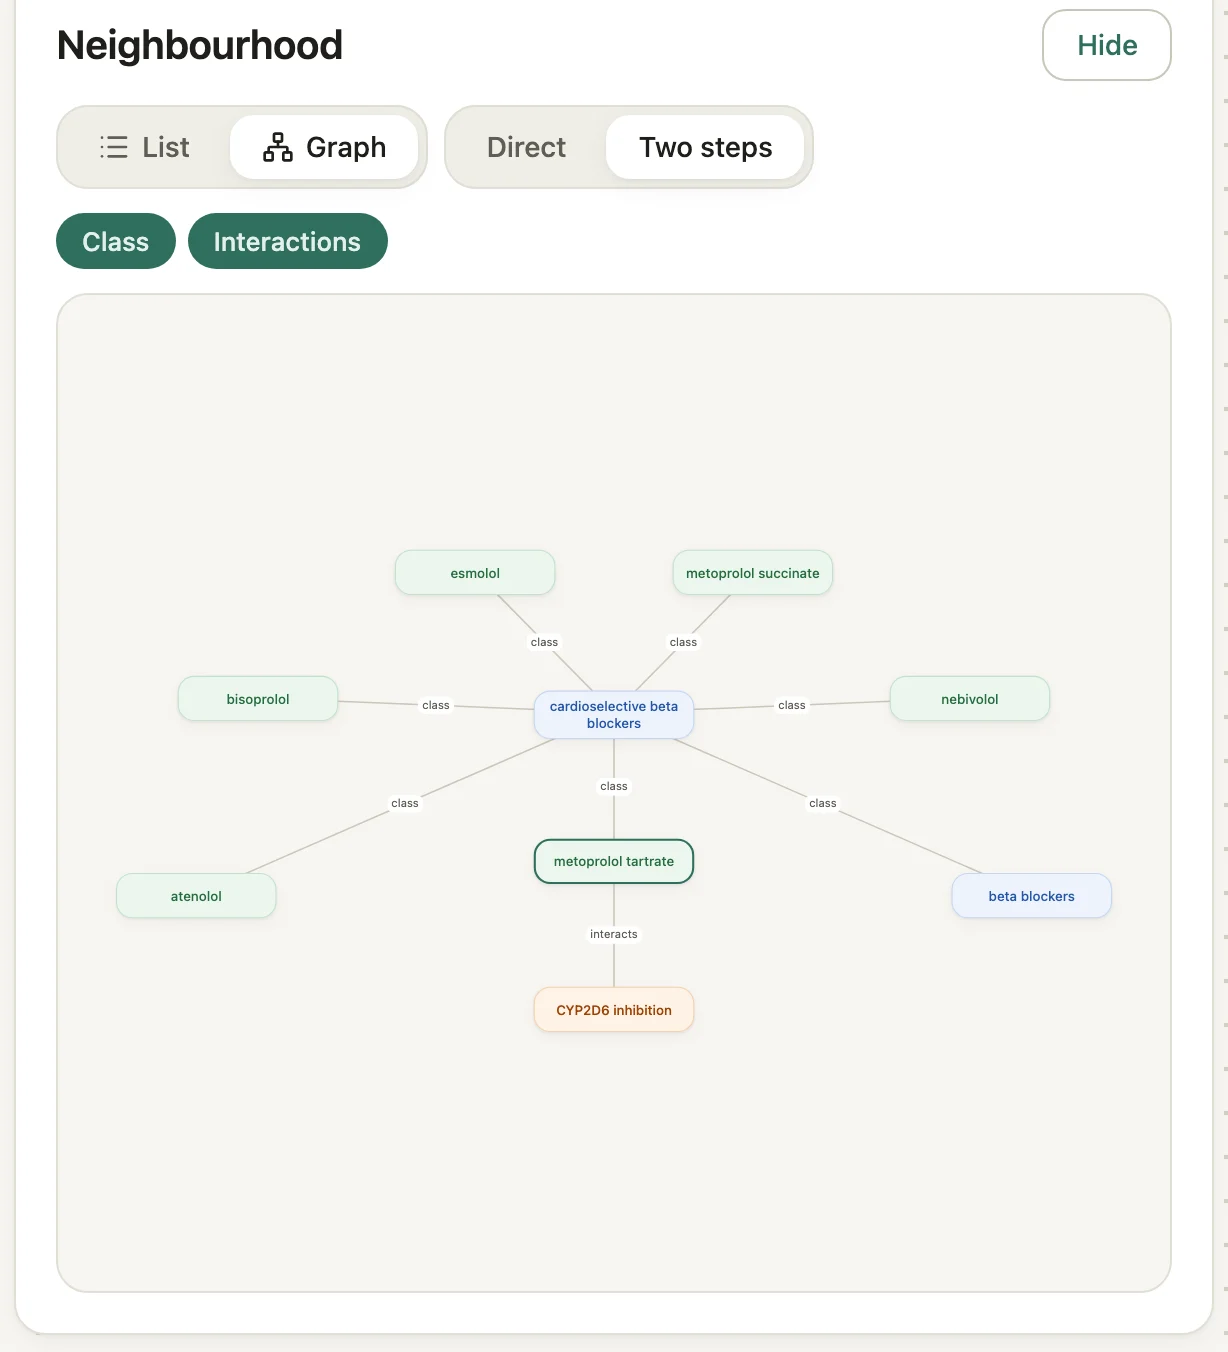 Neighbourhood
Hide
List
Graph
Direct
Two steps
Class
Interactions
esmolol
metoprolol succinate
class
class
bisoprolol
class
cardioselective beta
blockers
class
nebivolol
class
class
class
metoprolol tartrate
atenolol
beta blockers
interacts
CYP2D6 inhibition